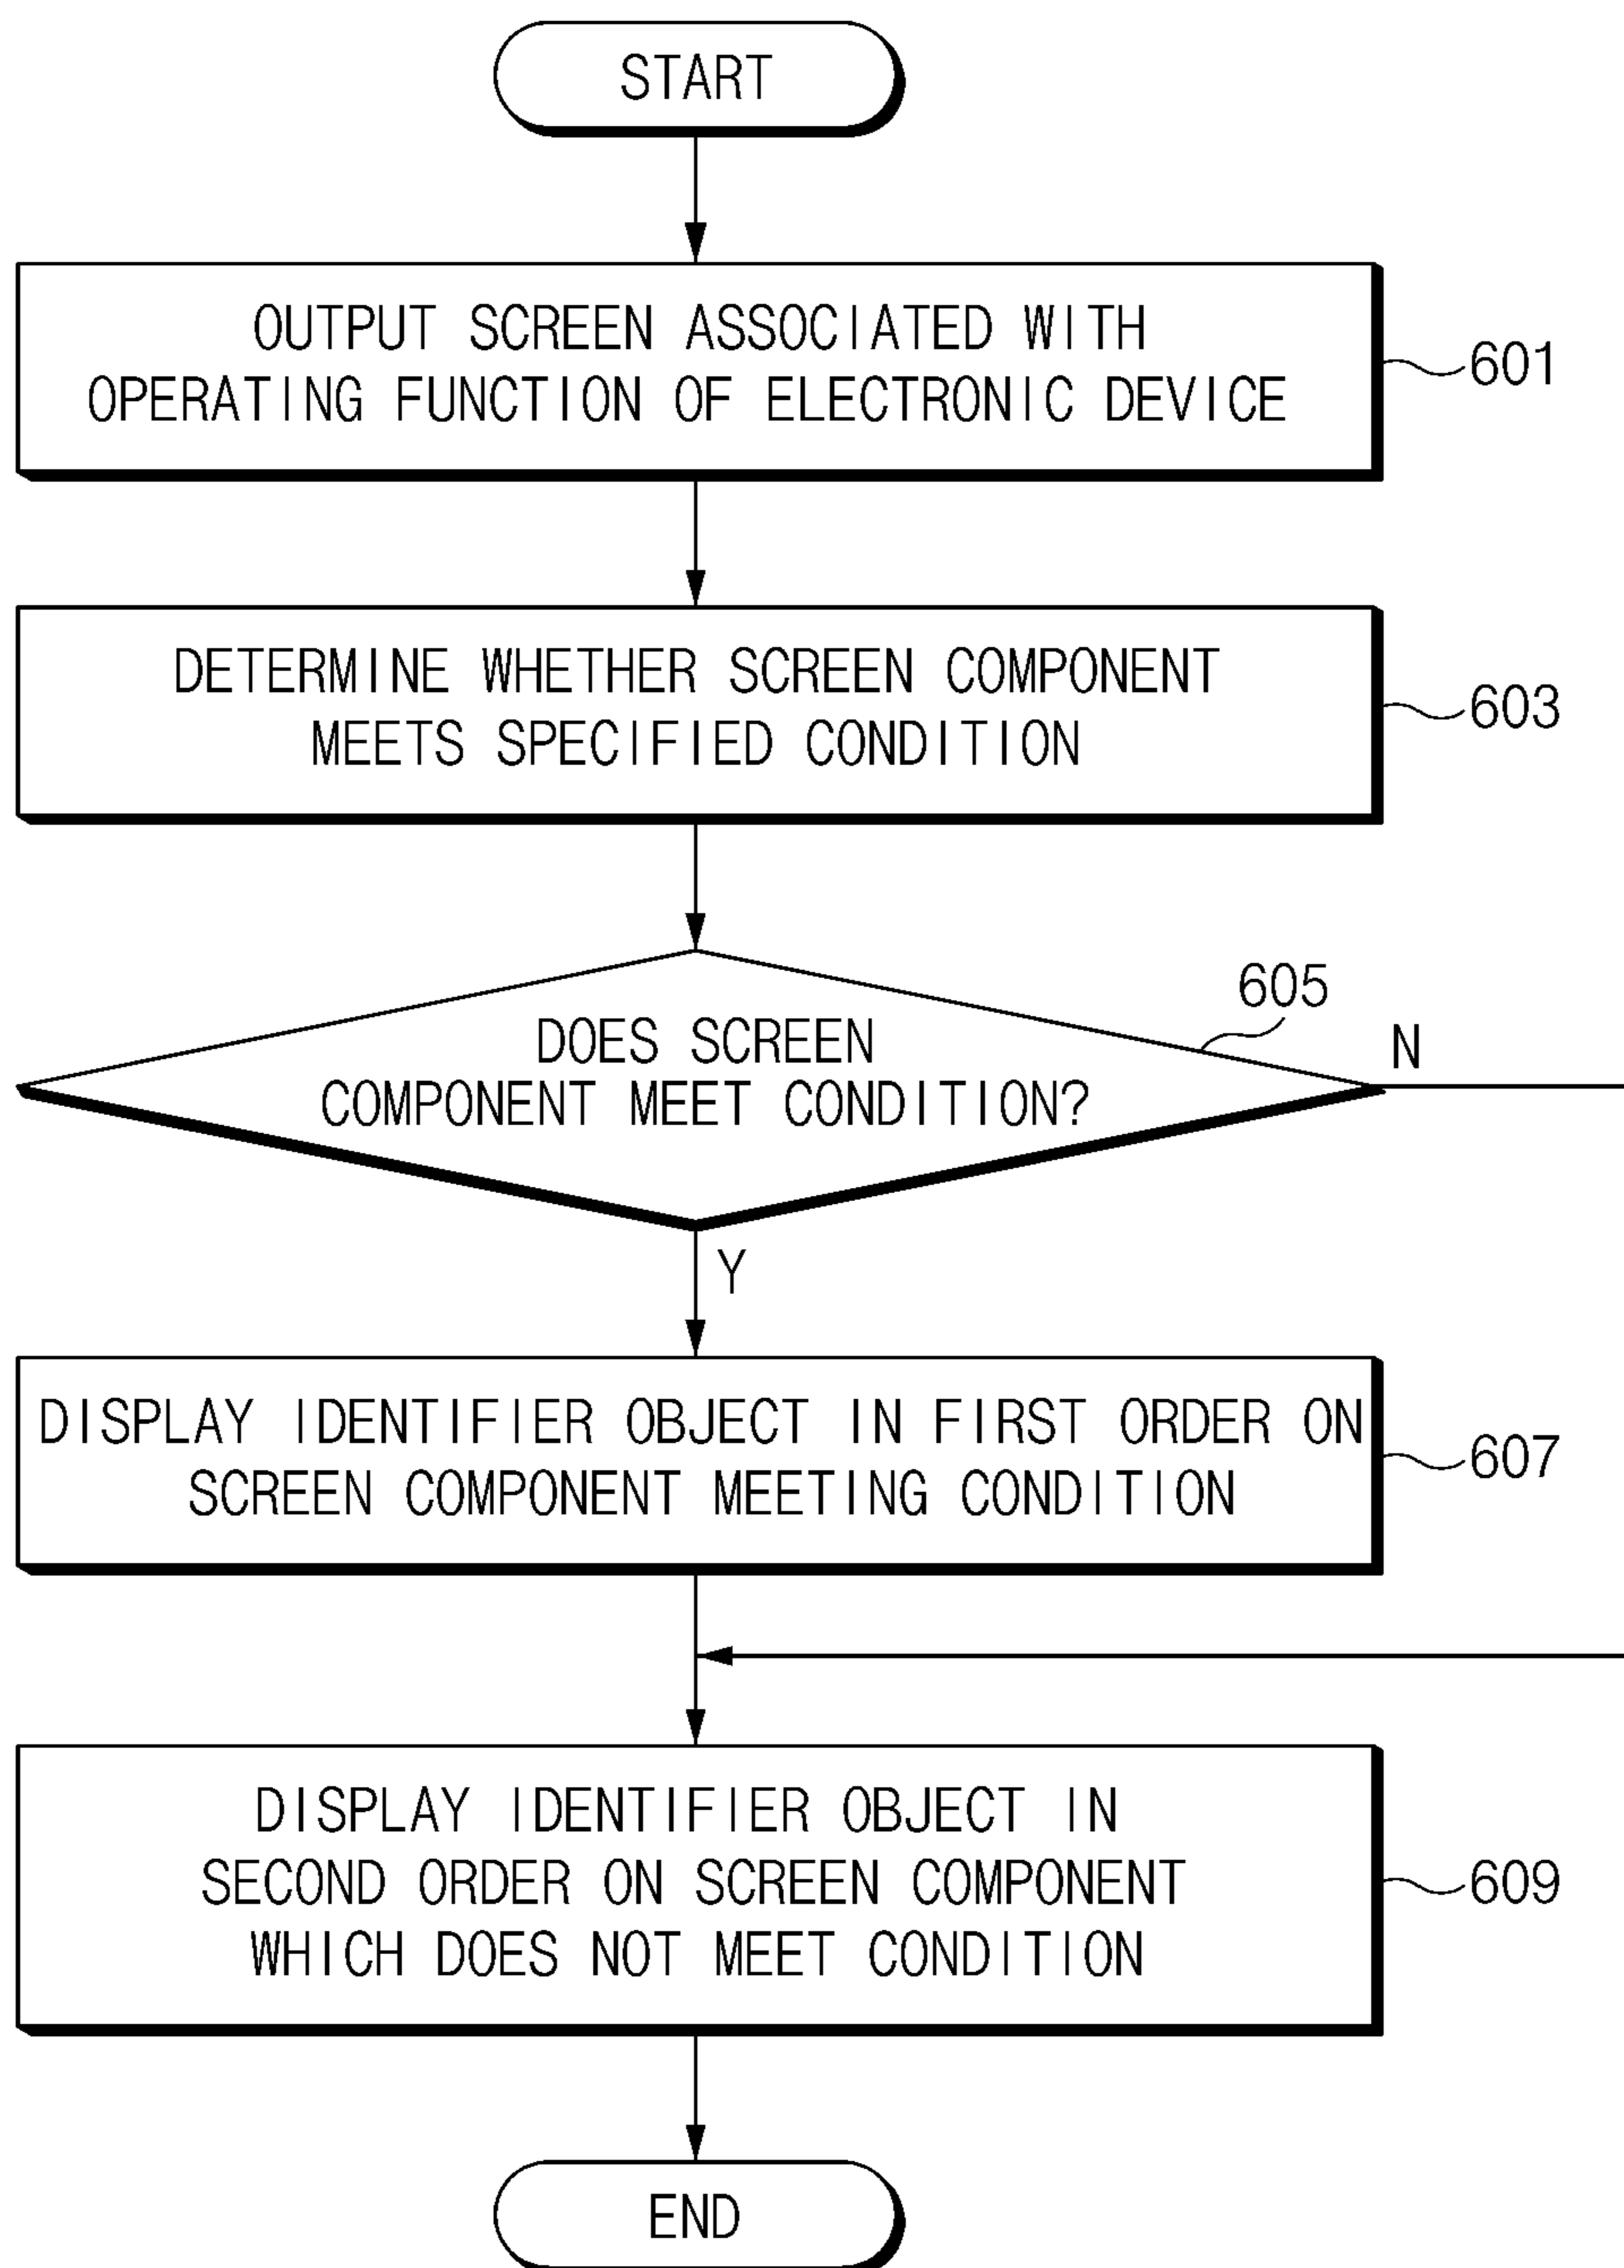 START
OUTPUT SCREEN ASSOCIATED WITH
OPERATING FUNCTION OF ELECTRONIC DEVICE
601
DETERMINE WHETHER SCREEN COMPONENT
MEETS SPECIFIED CONDITION
603
605
DOES SCREEN
COMPONENT MEET CONDITION?
N
Y
DISPLAY IDENTIFIER OBJECT IN FIRST ORDER ON
SCREEN COMPONENT MEETING CONDITION
607
DISPLAY IDENTIFIER OBJECT IN
SECOND ORDER ON SCREEN COMPONENT
WHICH DOES NOT MEET CONDITION
609
END